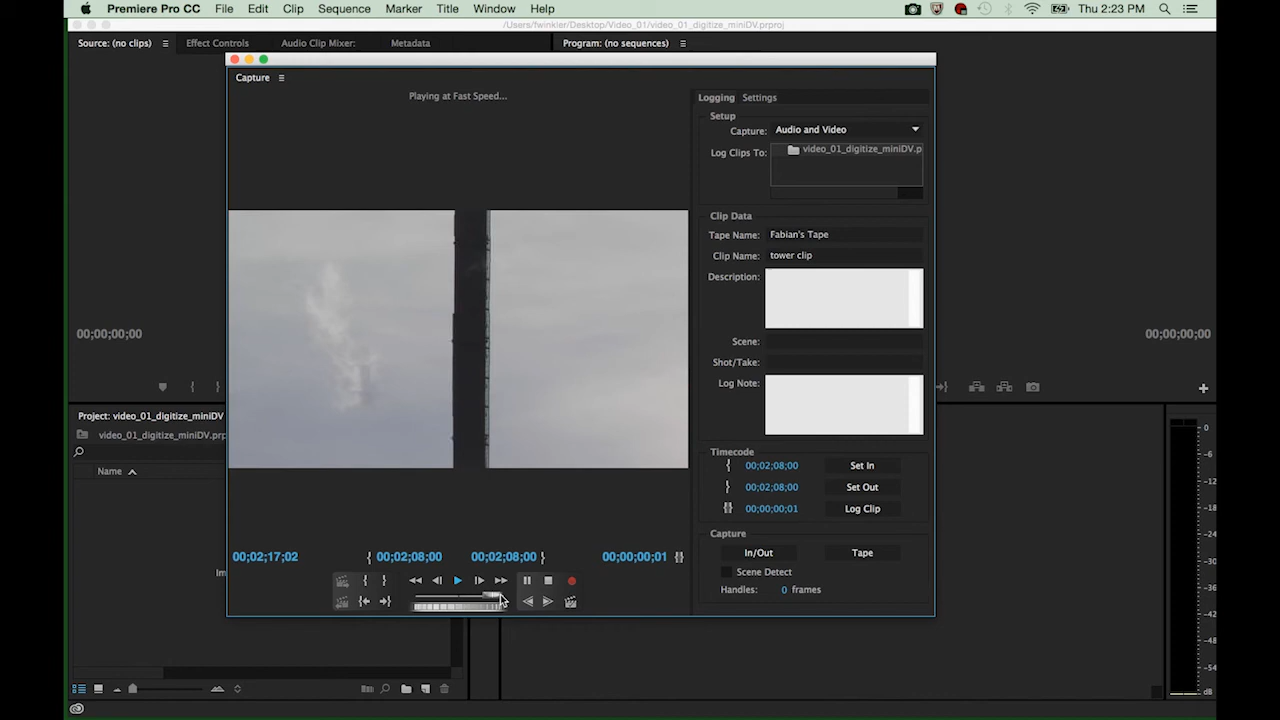 Premiere Pro CC File Edit Clip Sequence Marker Title Window Help Thu 2:23 PM
/Users/fwinkler/Desktop/Video_01/video_01_digitize_miniDV.prproj
Source: (no clips) Effect Controls Audio Clip Mixer: Metadata Program: (no sequences)
Capture
Playing at Fast Speed...
Logging Settings
Setup
Capture: Audio and Video
Log Clips To: video_01_digitize_miniDV.p
Clip Data
Tape Name: Fabian's Tape
Clip Name: tower clip
Description:
Scene:
Shot/Take:
Log Note:
00;00;00;00
00;00;00;00
Project: video_01_digitize_miniDV
video_01_digitize_miniDV.prp
Name
Im
Timecode
00;02;08;00 Set In
00;02;08;00 Set Out
00;00;00;01 Log Clip
Capture
In/Out Tape
Scene Detect
Handles: 0 frames
00;02;17;02 00;02;08;00 00;02;08;00 00;00;00;01
0
-6
-12
-18
-24
-30
-36
-42
-48
-54
dB